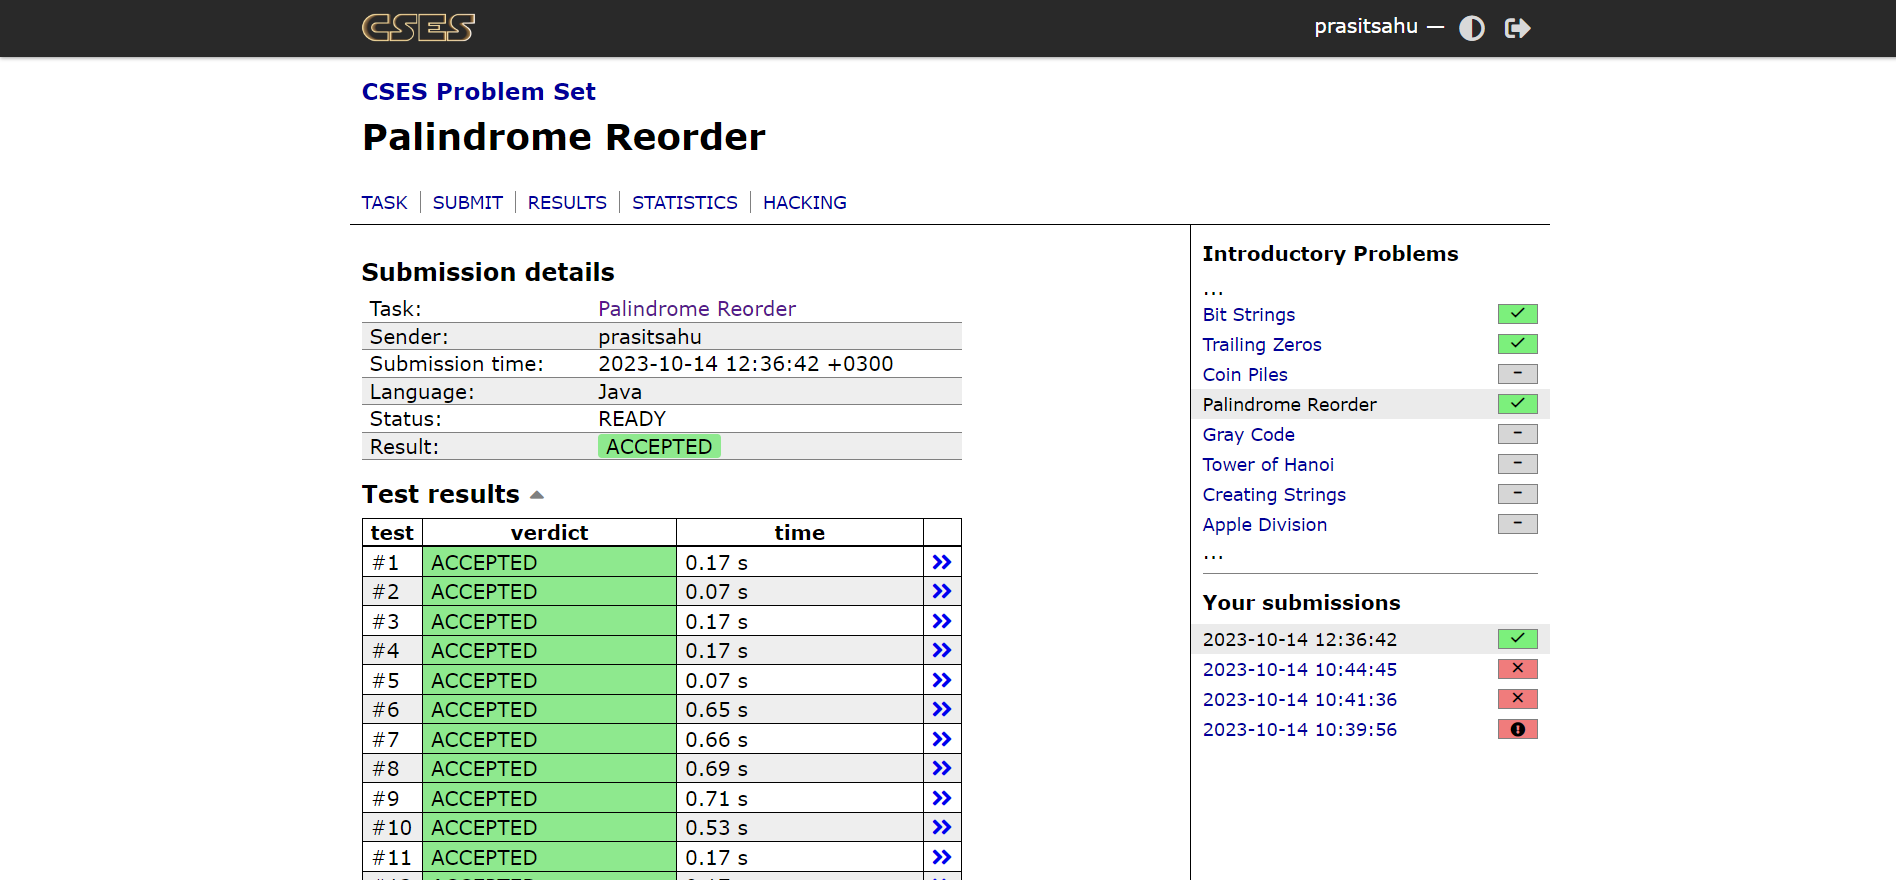 CSES
prasitsahu —
CSES Problem Set
Palindrome Reorder
TASK SUBMIT RESULTS STATISTICS HACKING
Submission details
Task: Palindrome Reorder
Sender: prasitsahu
Submission time: 2023-10-14 12:36:42 +0300
Language: Java
Status: READY
Result: ACCEPTED
Test results
test verdict time
#1 ACCEPTED 0.17 s
#2 ACCEPTED 0.07 s
#3 ACCEPTED 0.17 s
#4 ACCEPTED 0.17 s
#5 ACCEPTED 0.07 s
#6 ACCEPTED 0.65 s
#7 ACCEPTED 0.66 s
#8 ACCEPTED 0.69 s
#9 ACCEPTED 0.71 s
#10 ACCEPTED 0.53 s
#11 ACCEPTED 0.17 s
Introductory Problems
...
Bit Strings
Trailing Zeros
Coin Piles –
Palindrome Reorder
Gray Code –
Tower of Hanoi –
Creating Strings –
Apple Division –
...
Your submissions
2023-10-14 12:36:42
2023-10-14 10:44:45
2023-10-14 10:41:36
2023-10-14 10:39:56